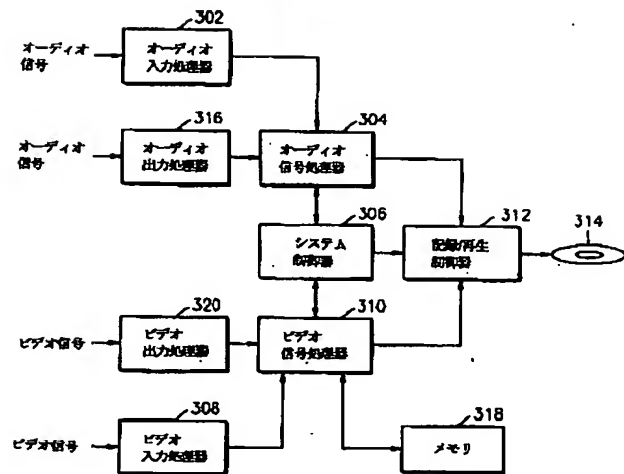 302
オーディオ
信号
オーディオ
入力処理器
316
304
オーディオ
信号
オーディオ
出力処理器
オーディオ
信号処理器
306
312
314
システム
制御器
記録/再生
制御器
320
310
ビデオ信号
ビデオ
出力処理器
ビデオ
信号処理器
308
318
ビデオ信号
ビデオ
入力処理器
メモリ